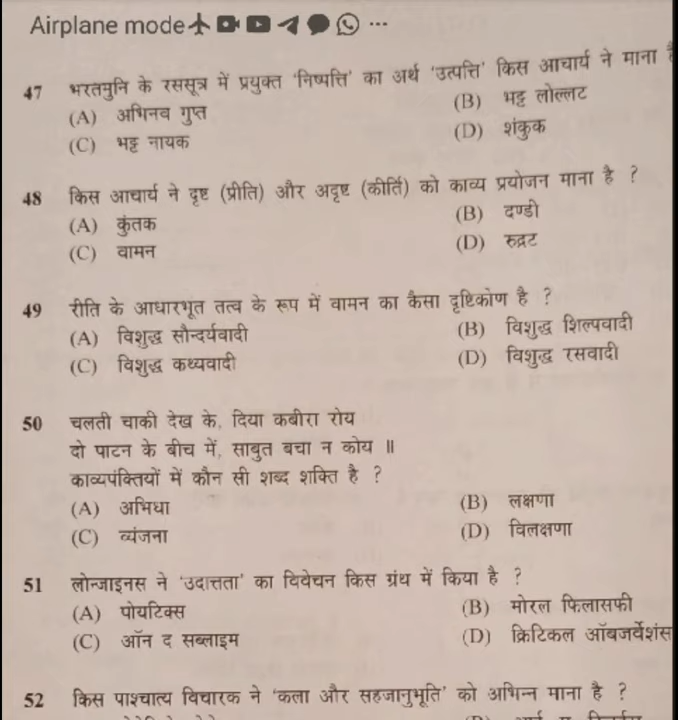 Airplane mode
47 भरतमुनि के रससूत्र में प्रयुक्त 'निष्पत्ति' का अर्थ 'उत्पत्ति' किस आचार्य ने माना
(A) अभिनव गुप्त (B) भट्ट लोल्लट
(C) भट्ट नायक (D) शंकुक
48 किस आचार्य ने दृष्ट (प्रीति) और अदृष्ट (कीर्ति) को काव्य प्रयोजन माना है ?
(A) कुंतक (B) दण्डी
(C) वामन (D) रुद्रट
49 रीति के आधारभूत तत्व के रूप में वामन का कैसा दृष्टिकोण है ?
(A) विशुद्ध सौन्दर्यवादी (B) विशुद्ध शिल्पवादी
(C) विशुद्ध कथ्यवादी (D) विशुद्ध रसवादी
50 चलती चाकी देख के, दिया कबीरा रोय
दो पाटन के बीच में, साबुत बचा न कोय ॥
काव्यपंक्तियों में कौन सी शब्द शक्ति है ?
(A) अभिधा (B) लक्षणा
(C) व्यंजना (D) विलक्षणा
51 लोन्जाइनस ने 'उदात्तता' का विवेचन किस ग्रंथ में किया है ?
(A) पोयटिक्स (B) मोरल फिलासफी
(C) ऑन द सब्लाइम (D) क्रिटिकल ऑबजर्वेशंस
52 किस पाश्चात्य विचारक ने 'कला और सहजानुभूति' को अभिन्न माना है ?